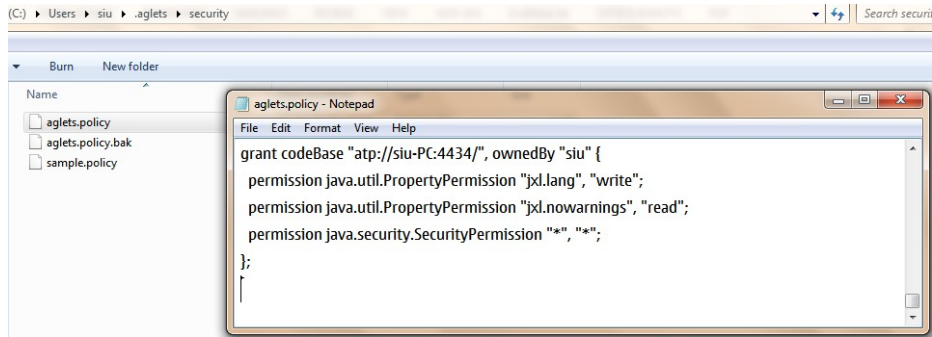 (C:) ▸ Users ▸ siu ▸ .aglets ▸ security
Search securit
Burn New folder
Name
aglets.policy
aglets.policy.bak
sample.policy
aglets.policy - Notepad
File Edit Format View Help
grant codeBase "atp://siu-PC:4434/", ownedBy "siu" {
permission java.util.PropertyPermission "jxl.lang", "write";
permission java.util.PropertyPermission "jxl.nowarnings", "read";
permission java.security.SecurityPermission "*", "*";
};